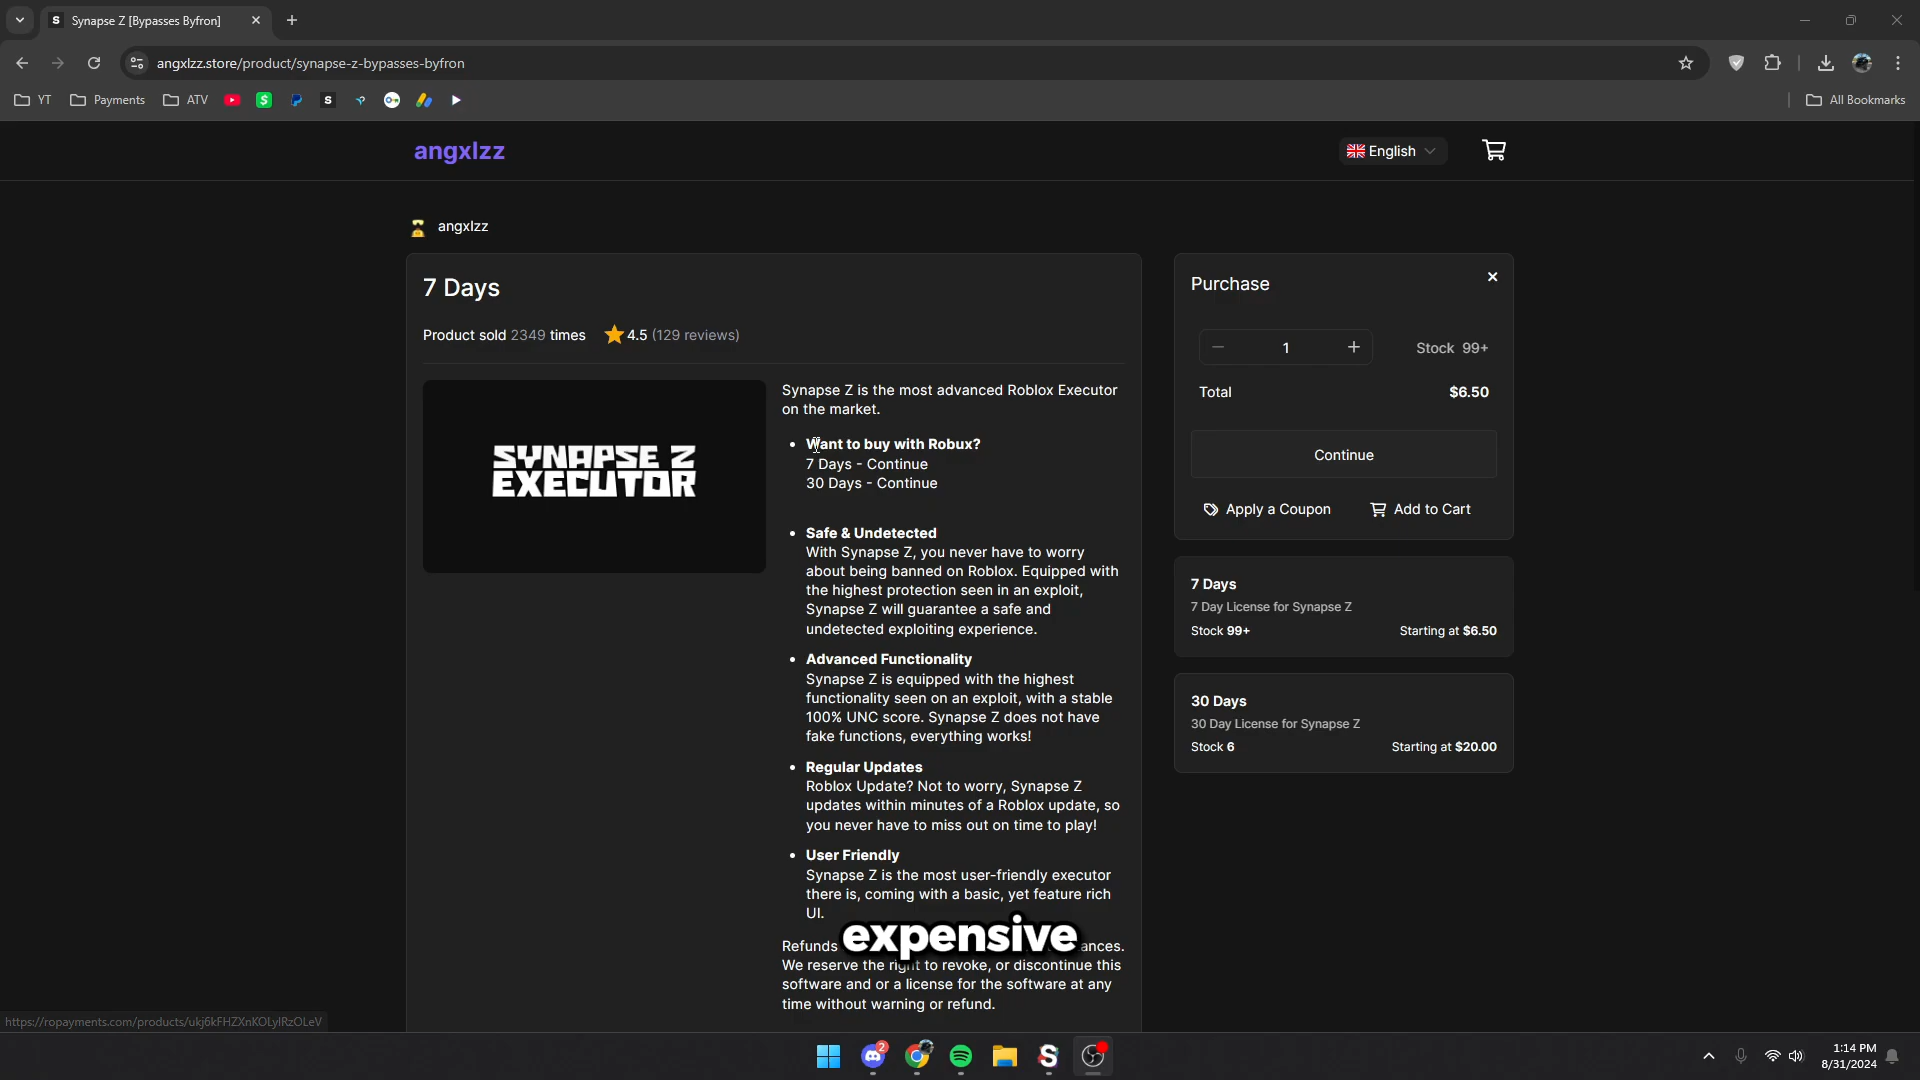 Synapse Z [Bypasses Byfron]
angxlzz.store/product/synapse-z-bypasses-byfron
YT
Payments
ATV
All Bookmarks
angxlzz
English
angxlzz
7 Days
Product sold 2349 times
4.5 (129 reviews)
SYNAPSE Z
EXECUTOR
Synapse Z is the most advanced Roblox Executor
on the market.
• Want to buy with Robux?
7 Days - Continue
30 Days - Continue
• Safe & Undetected
With Synapse Z, you never have to worry
about being banned on Roblox. Equipped with
the highest protection seen in an exploit,
Synapse Z will guarantee a safe and
undetected exploiting experience.
• Advanced Functionality
Synapse Z is equipped with the highest
functionality seen on an exploit, with a stable
100% UNC score. Synapse Z does not have
fake functions, everything works!
• Regular Updates
Roblox Update? Not to worry, Synapse Z
updates within minutes of a Roblox update, so
you never have to miss out on time to play!
• User Friendly
Synapse Z is the most user-friendly executor
there is, coming with a basic, yet feature rich
UI.
expensive
Refunds
We reserve the right to revoke, or discontinue this
software and or a license for the software at any
time without warning or refund.
Purchase
1
Stock 99+
Total
$6.50
Continue
Apply a Coupon
Add to Cart
7 Days
7 Day License for Synapse Z
Stock 99+
Starting at $6.50
30 Days
30 Day License for Synapse Z
Stock 6
Starting at $20.00
2
1:14 PM
8/31/2024